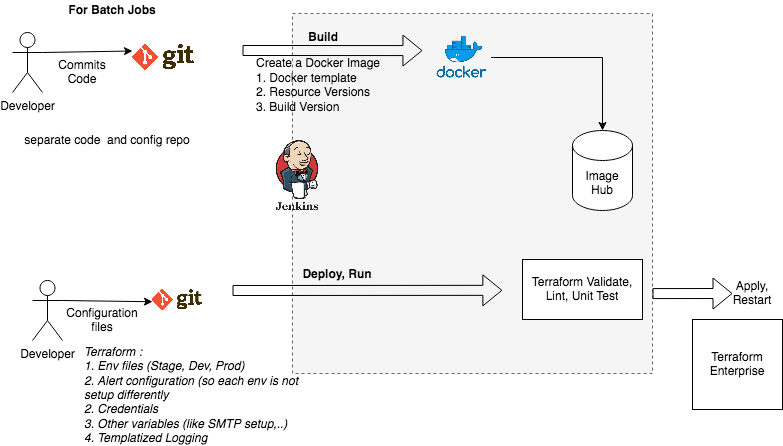 For Batch Jobs
Commits
Code
git
Developer
separate code and config repo
Build
Create a Docker Image
1. Docker template
2. Resource Versions
3. Build Version
docker
Image
Hub
Jenkins
Deploy, Run
Configuration
files
git
Developer
Terraform :
1. Env files (Stage, Dev, Prod)
2. Alert configuration (so each env is not
setup differently
2. Credentials
3. Other variables (like SMTP setup,..)
4. Templatized Logging
Terraform Validate,
Lint, Unit Test
Apply,
Restart
Terraform
Enterprise